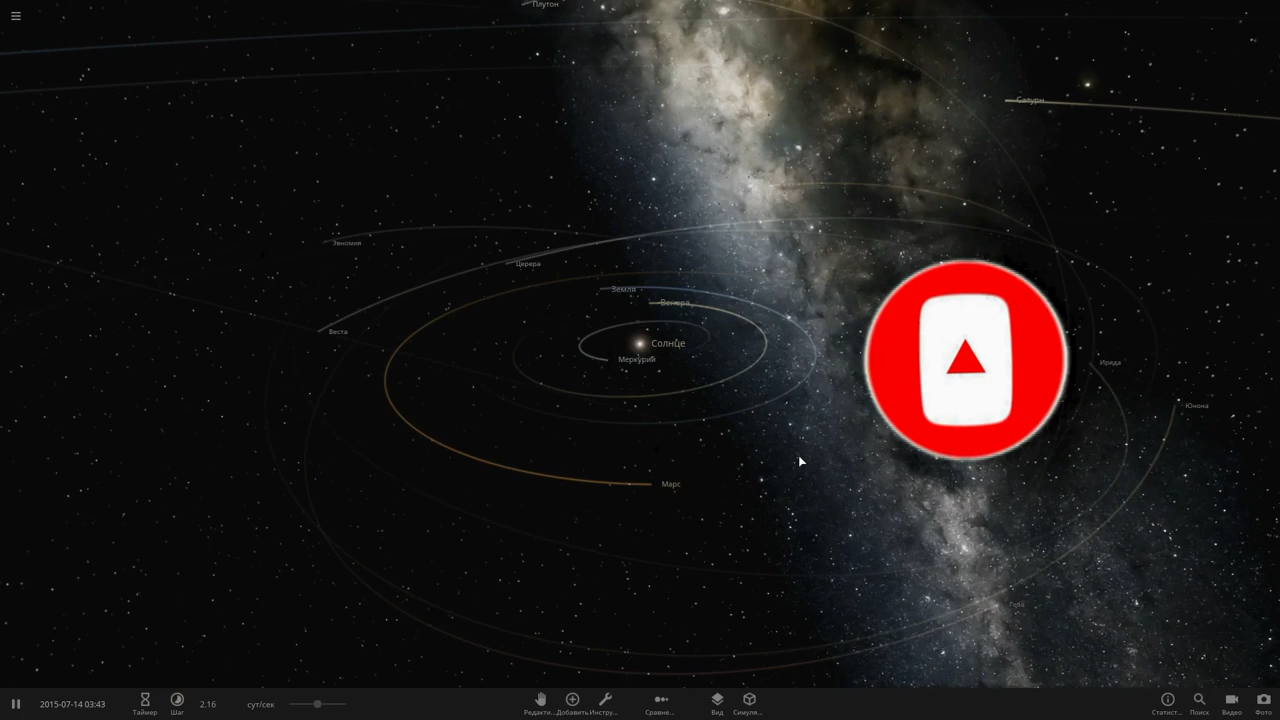 Плутон
Сатурн
Эвномия
Церера
Земля
Венера
Веста
Солнце
Меркурий
Ирида
Юнона
Марс
Геба
2015-07-14 03:43
Таймер
Шаг
2.16
сут/сек
Редакти...
Добавить
Инстру...
Сравне...
Вид
Симуля...
Статист...
Поиск
Видео
Фото